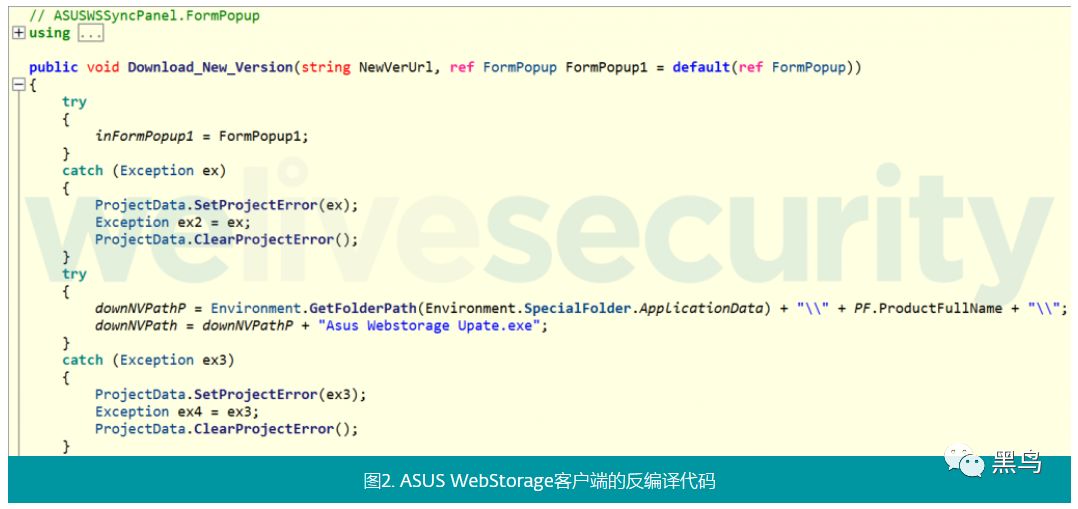 // ASUSWSSyncPanel.FormPopup
using ...
public void Download_New_Version(string NewVerUrl, ref FormPopup FormPopup1 = default(ref FormPopup))
{
try
{
inFormPopup1 = FormPopup1;
}
catch (Exception ex)
{
ProjectData.SetProjectError(ex);
Exception ex2 = ex;
ProjectData.ClearProjectError();
}
try
{
downNVPathP = Environment.GetFolderPath(Environment.SpecialFolder.ApplicationData) + "\\" + PF.ProductFullName + "\\";
downNVPath = downNVPathP + "Asus Webstorage Upate.exe";
}
catch (Exception ex3)
{
ProjectData.SetProjectError(ex3);
Exception ex4 = ex3;
ProjectData.ClearProjectError();
}
welivesecurity
图2. ASUS WebStorage客户端的反编译代码
黑鸟